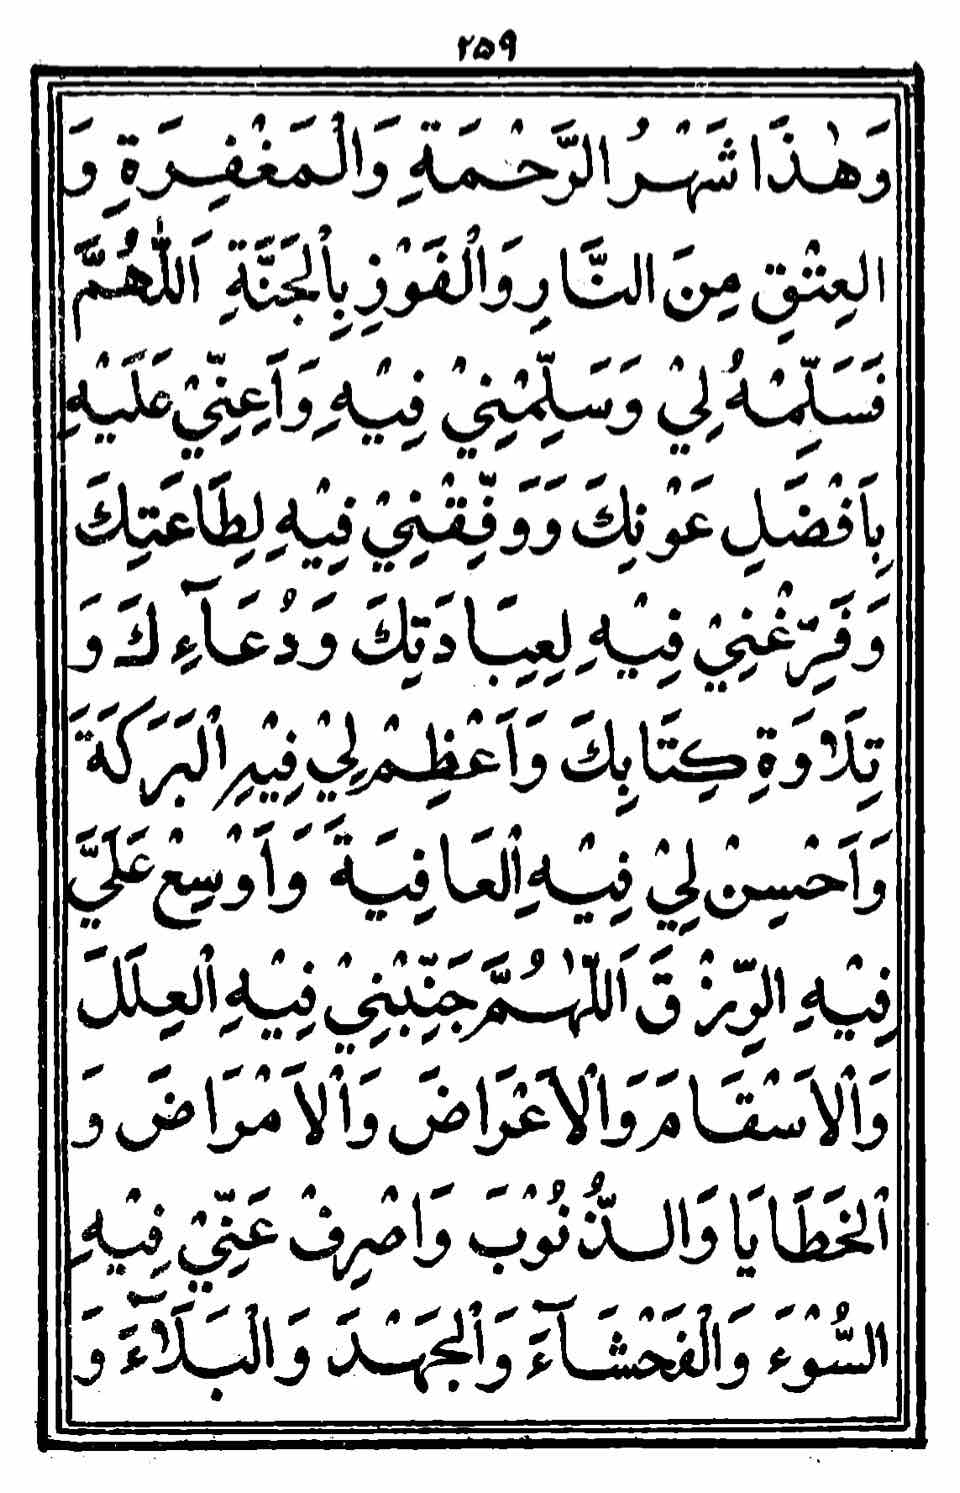 ۲۵۹
وَهٰذَا شَهْرُ الرَّحْمَةِ وَالْمَغْفِرَةِ وَ
الْعِتْقِ مِنَ النَّارِ وَالْفَوْزِ بِالْجَنَّةِ اَللّٰهُمَّ
فَسَلِّمْهُ لِيْ وَسَلِّمْنِيْ فِيْهِ وَاَعِنِّيْ عَلَيْهِ
بِاَفْضَلِ عَوْنِكَ وَوَفِّقْنِيْ فِيْهِ لِطَاعَتِكَ
وَفَرِّغْنِيْ فِيْهِ لِعِبَادَتِكَ وَدُعَآءِكَ وَ
تِلَاوَةِ كِتَابِكَ وَاَعْظِمْ لِيْ فِيْهِ الْبَرَكَةَ
وَاَحْسِنْ لِيْ فِيْهِ الْعَافِيَةَ وَاَوْسِعْ عَلَيَّ
فِيْهِ الرِّزْقَ اَللّٰهُمَّ جَنِّبْنِيْ فِيْهِ الْعِلَلَ
وَالْاَسْقَامَ وَالْاَعْرَاضَ وَالْاَمْرَاضَ وَ
الْخَطَايَا وَالذُّنُوْبَ وَاصْرِفْ عَنِّيْ فِيْهِ
السُّوْءَ وَالْفَحْشَآءَ وَالْجَهْدَ وَالْبَلَآءَ وَ